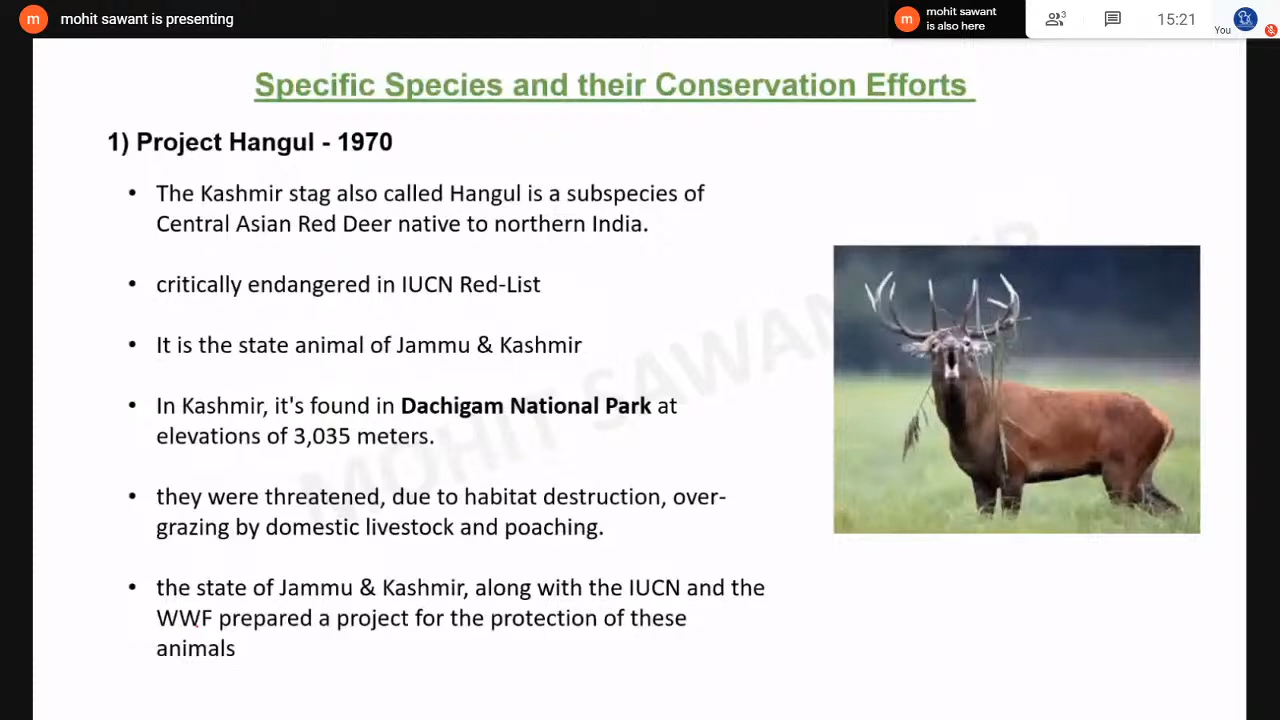 m mohit sawant is presenting
m mohit sawant
is also here
3
15:21
You
Specific Species and their Conservation Efforts
1) Project Hangul - 1970
• The Kashmir stag also called Hangul is a subspecies of
Central Asian Red Deer native to northern India.
• critically endangered in IUCN Red-List
• It is the state animal of Jammu & Kashmir
• In Kashmir, it's found in Dachigam National Park at
elevations of 3,035 meters.
• they were threatened, due to habitat destruction, over-
grazing by domestic livestock and poaching.
• the state of Jammu & Kashmir, along with the IUCN and the
WWF prepared a project for the protection of these
animals
MOHIT SAWAN